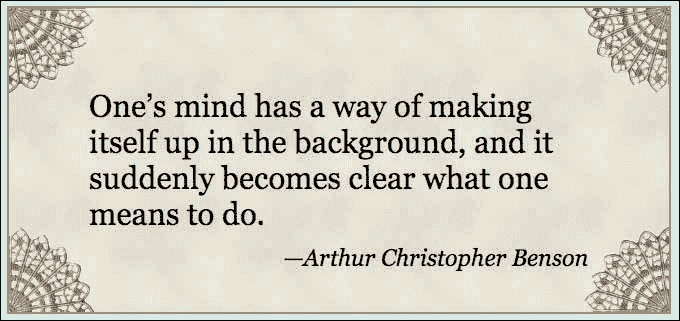 One’s mind has a way of making
itself up in the background, and it
suddenly becomes clear what one
means to do.
—Arthur Christopher Benson